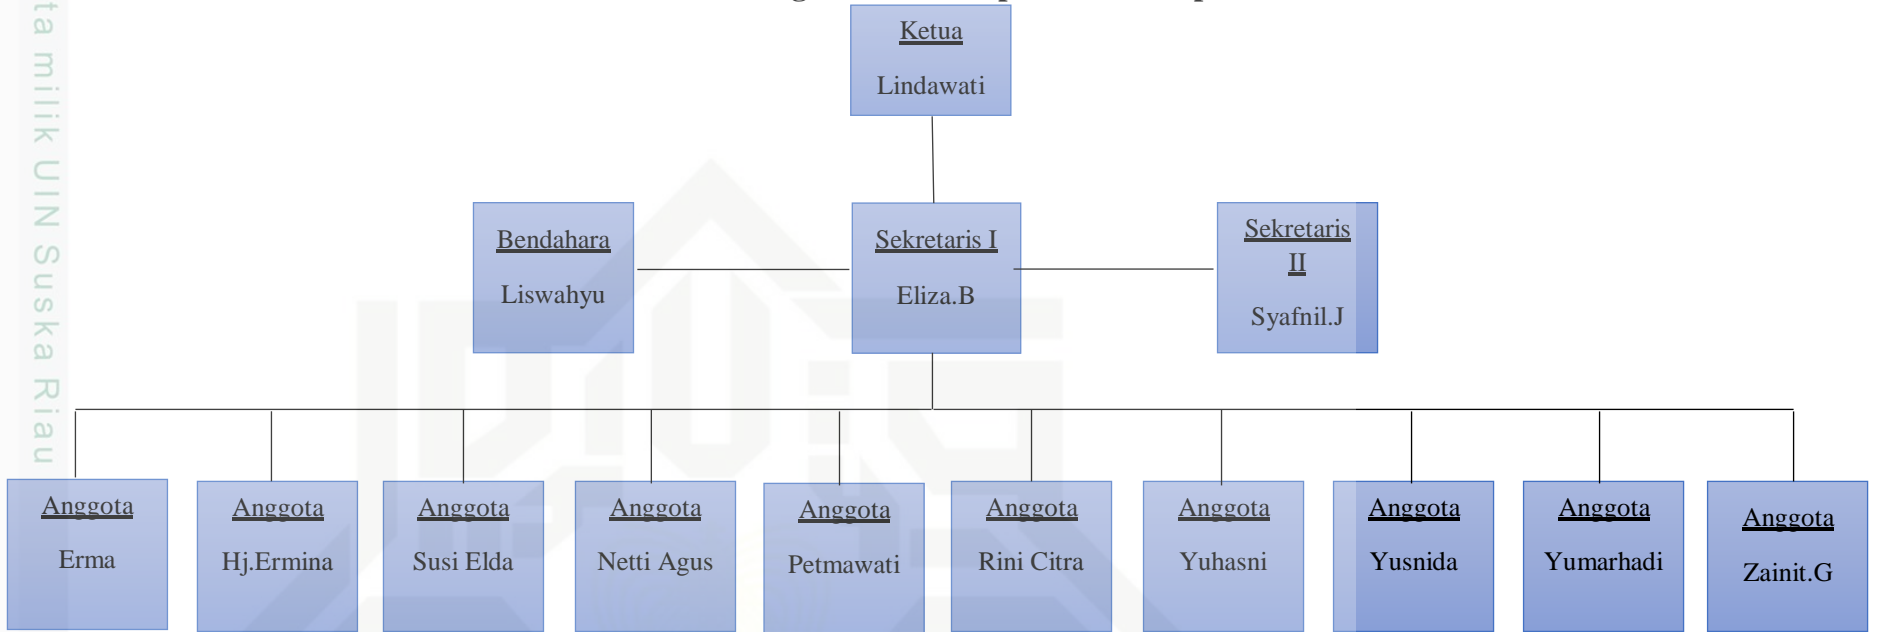 Ketua
Lindawati
Bendahara
Liswahyu
Sekretaris I
Eliza.B
Sekretaris
II
Syafnil.J
Anggota
Erma
Anggota
Hj.Ermina
Anggota
Susi Elda
Anggota
Netti Agus
Anggota
Petmawati
Anggota
Rini Citra
Anggota
Yuhasni
Anggota
Yusnida
Anggota
Yumarhadi
Anggota
Zainit.G
milik UIN Suska Riau